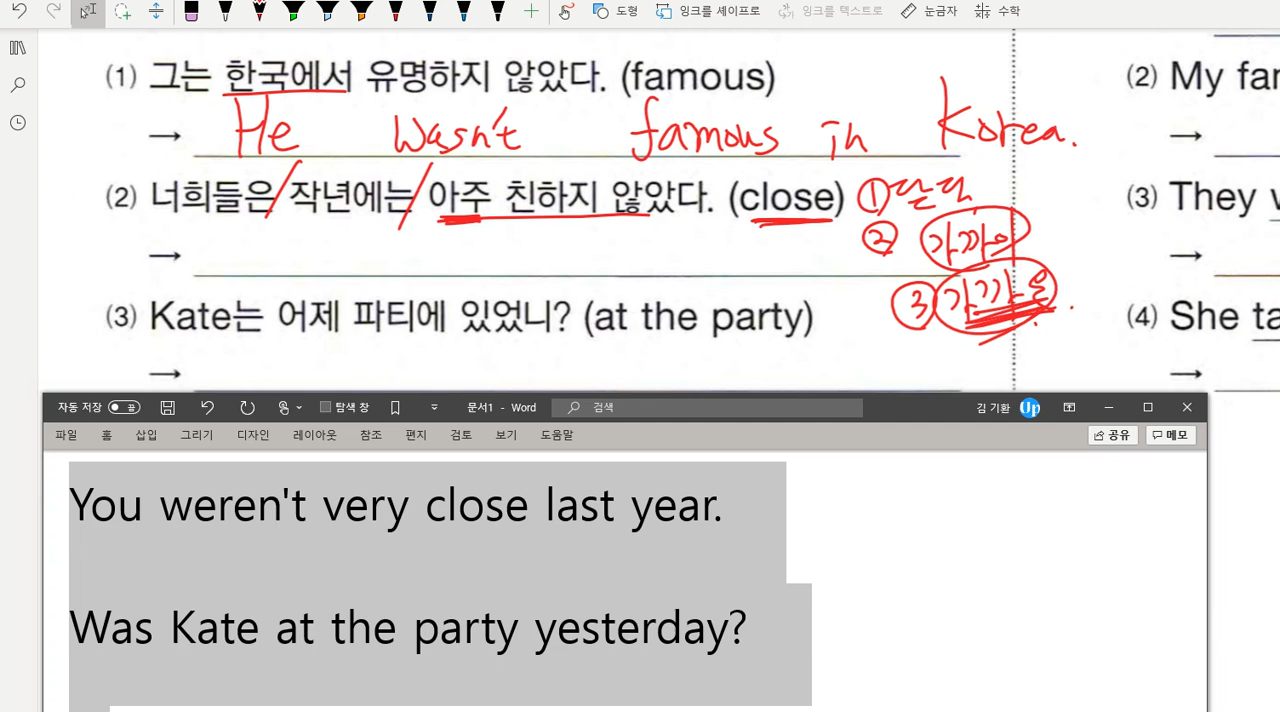 도형 잉크를 셰이프로 잉크를 텍스트로 눈금자 수학
(1) 그는 한국에서 유명하지 않았다. (famous)
→ He wasn't famous in Korea.
(2) 너희들은 / 작년에는 / 아주 친하지 않았다. (close) ① 닫다
② 가까이
→
③ 가까운
(3) Kate는 어제 파티에 있었니? (at the party)
→
(2) My fam
→
(3) They
→
(4) She ta
→
자동 저장 끔 탐색 창 문서1 - Word 검색 김 기환 Up
파일 홈 삽입 그리기 디자인 레이아웃 참조 편지 검토 보기 도움말 공유 메모
You weren't very close last year.
Was Kate at the party yesterday?